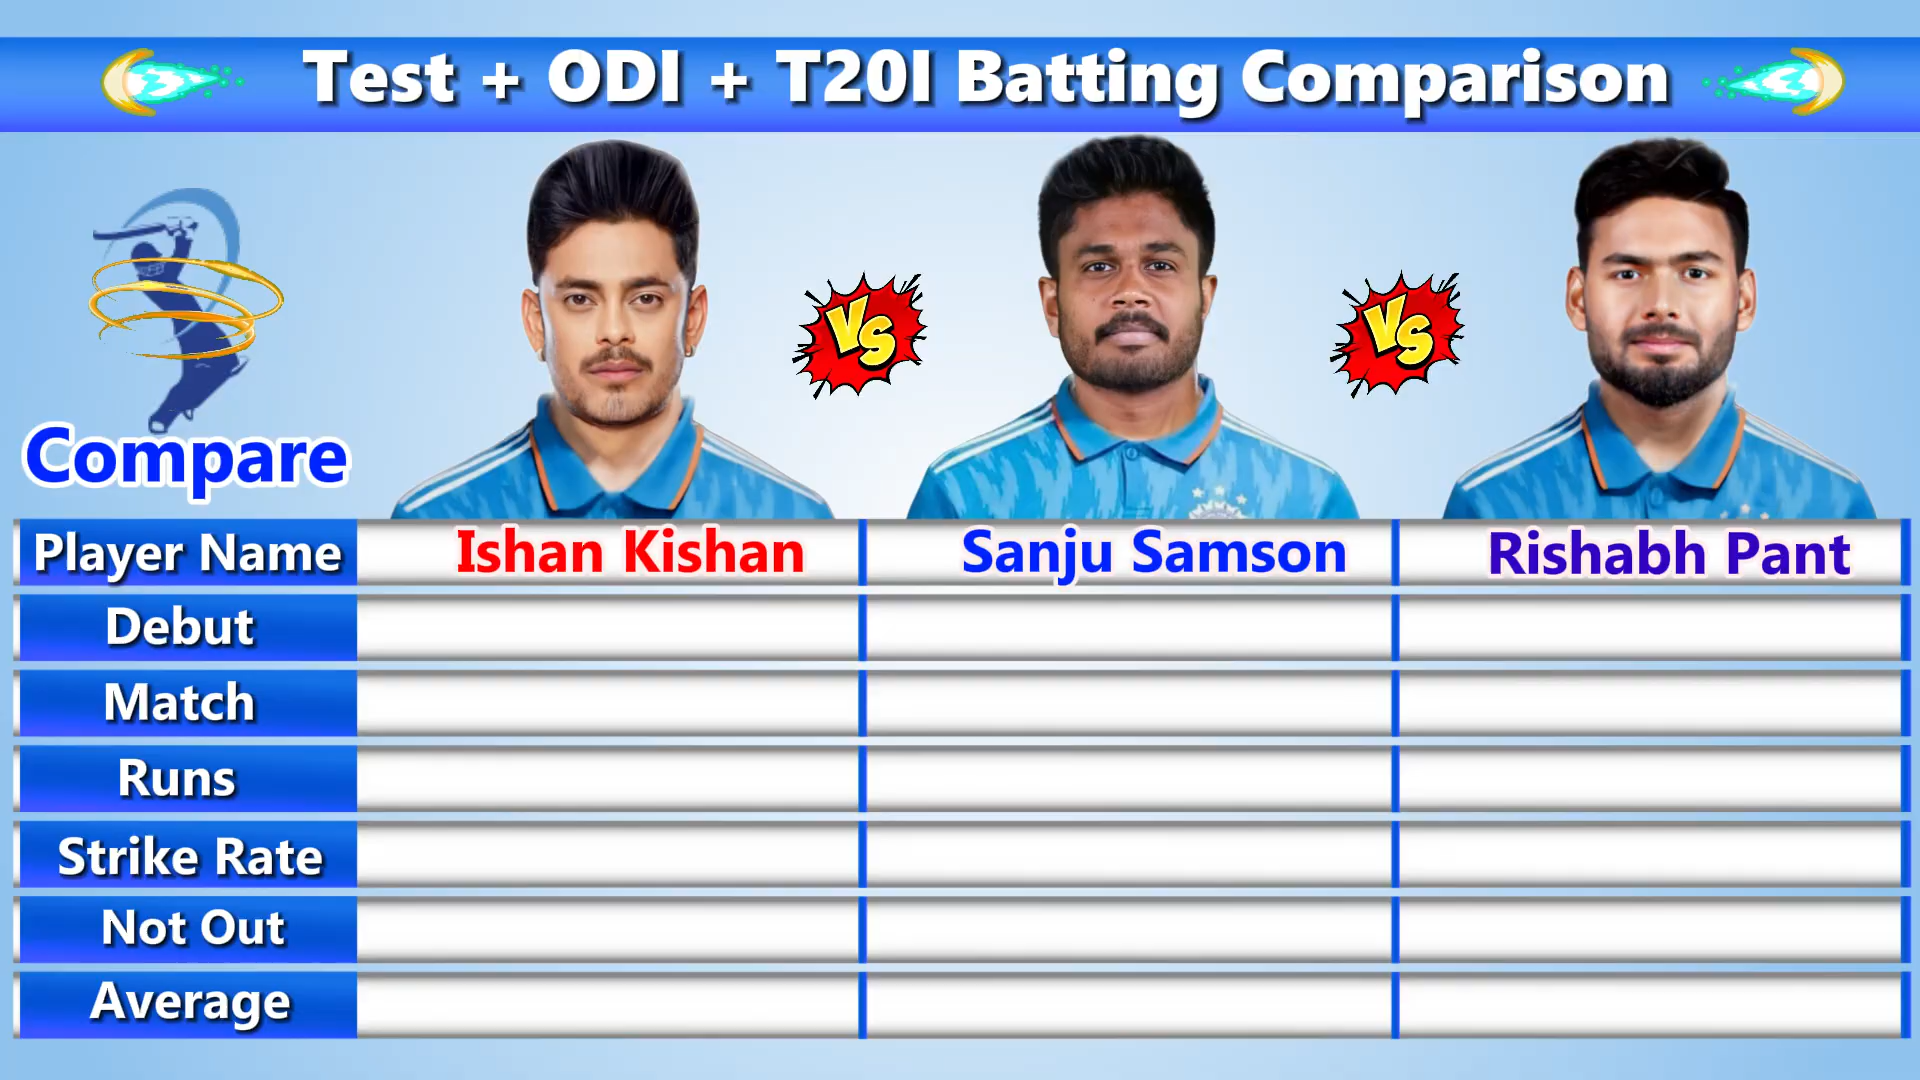 Test + ODI + T20I Batting Comparison
VS
VS
Compare
Player Name
Ishan Kishan
Sanju Samson
Rishabh Pant
Debut
Match
Runs
Strike Rate
Not Out
Average